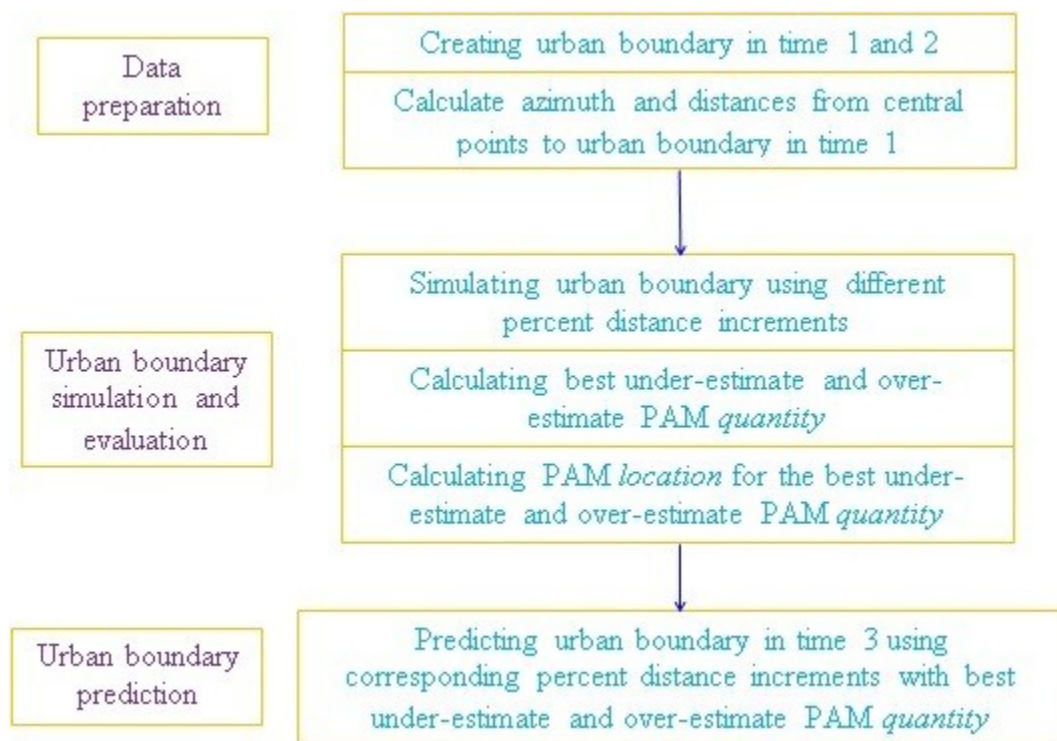 Data
preparation
Creating urban boundary in time 1 and 2
Calculate azimuth and distances from central
points to urban boundary in time 1
Urban boundary
simulation and
evaluation
Simulating urban boundary using different
percent distance increments
Calculating best under-estimate and over-
estimate PAM quantity
Calculating PAM location for the best under-
estimate and over-estimate PAM quantity
Urban boundary
prediction
Predicting urban boundary in time 3 using
corresponding percent distance increments with best
under-estimate and over-estimate PAM quantity